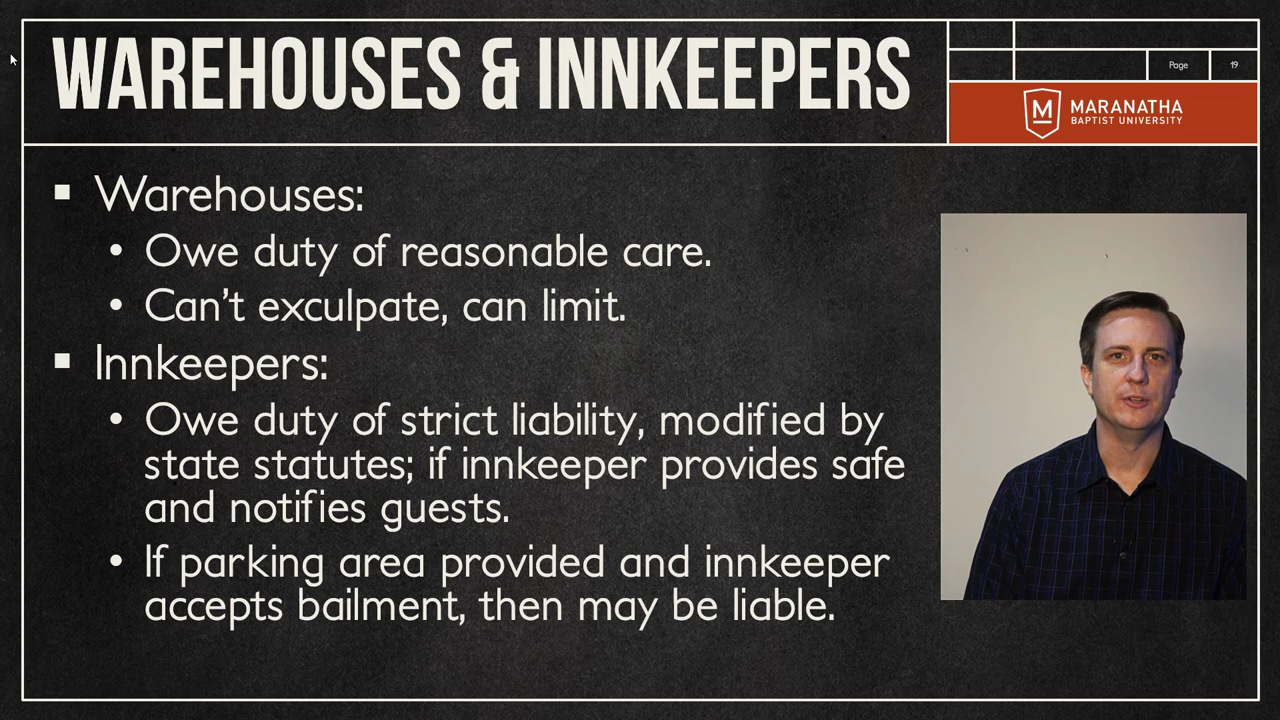 WAREHOUSES & INNKEEPERS
Page 19
M MARANATHA
BAPTIST UNIVERSITY
▪ Warehouses:
• Owe duty of reasonable care.
• Can't exculpate, can limit.
▪ Innkeepers:
• Owe duty of strict liability, modified by
state statutes; if innkeeper provides safe
and notifies guests.
• If parking area provided and innkeeper
accepts bailment, then may be liable.